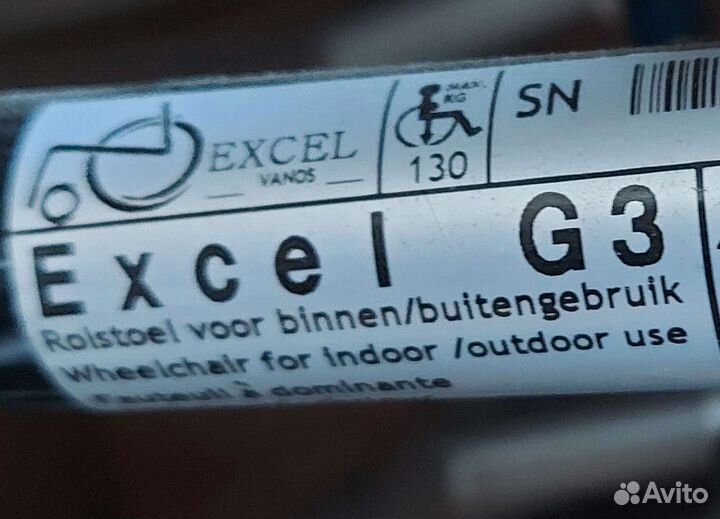 EXCEL
VANOS
MAX.
KG
130
SN
Excel G3
Rolstoel voor binnen/buitengebruik
Wheelchair for indoor /outdoor use
Fauteuil à dominante
Avito